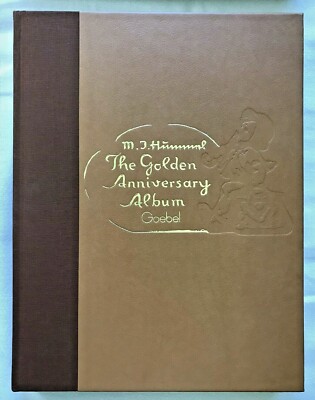 M.J.Hummel
The Golden
Anniversary
Album
Goebel